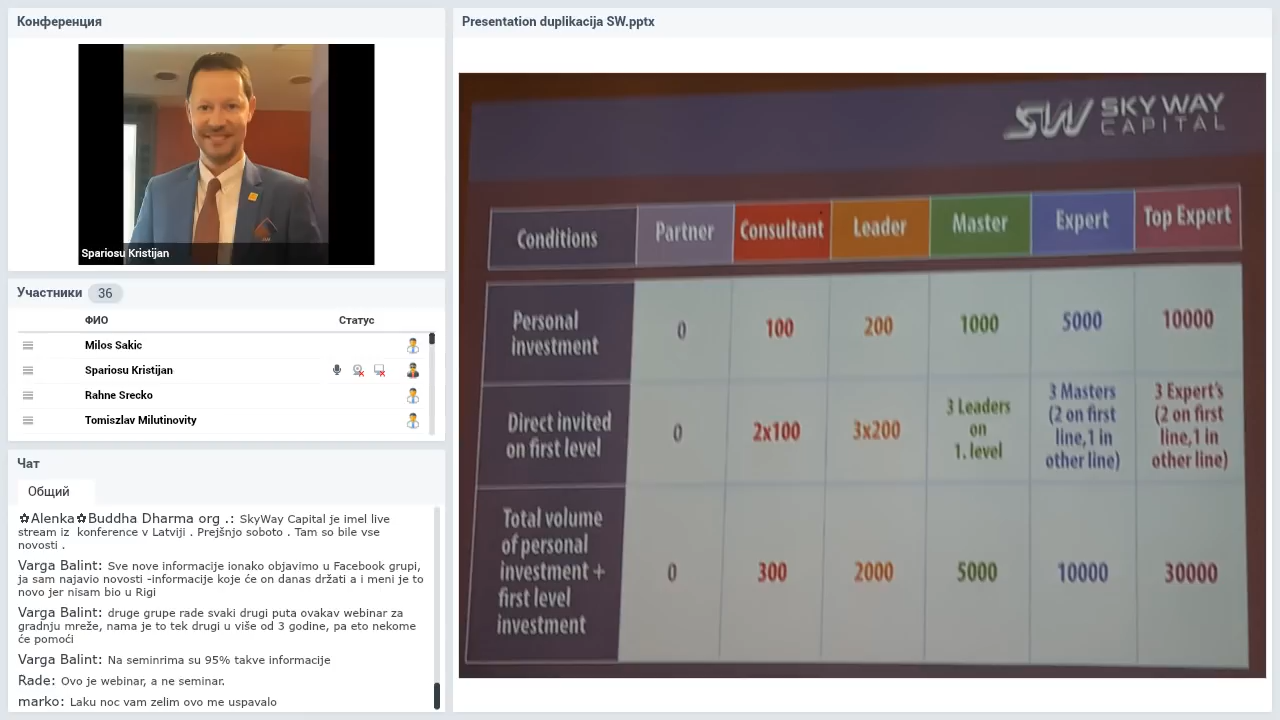 Конференция
Spariosu Kristijan
Участники 36
ФИО Статус
Milos Sakic
Spariosu Kristijan
Rahne Srecko
Tomiszlav Milutinovity
Чат
Общий
✿Alenka✿Buddha Dharma org .: SkyWay Capital je imel live
stream iz konference v Latviji . Prejšnjo soboto . Tam so bile vse
novosti .
Varga Balint: Sve nove informacije ionako objavimo u Facebook grupi,
ja sam najavio novosti -informacije koje će on danas držati a i meni je to
novo jer nisam bio u Rigi
Varga Balint: druge grupe rade svaki drugi puta ovakav webinar za
gradnju mreže, nama je to tek drugi u više od 3 godine, pa eto nekome
će pomoći
Varga Balint: Na seminrima su 95% takve informacije
Rade: Ovo je webinar, a ne seminar.
marko: Laku noc vam zelim ovo me uspavalo
Presentation duplikacija SW.pptx
SW SKY WAY
CAPITAL
Conditions Partner Consultant Leader Master Expert Top Expert
Personal
investment 0 100 200 1000 5000 10000
Direct invited
on first level 0 2x100 3x200
3 Leaders
on
1. level
3 Masters
(2 on first
line,1 in
other line)
3 Expert's
(2 on first
line,1 in
other line)
Total volume
of personal
investment +
first level
investment
0 300 2000 5000 10000 30000